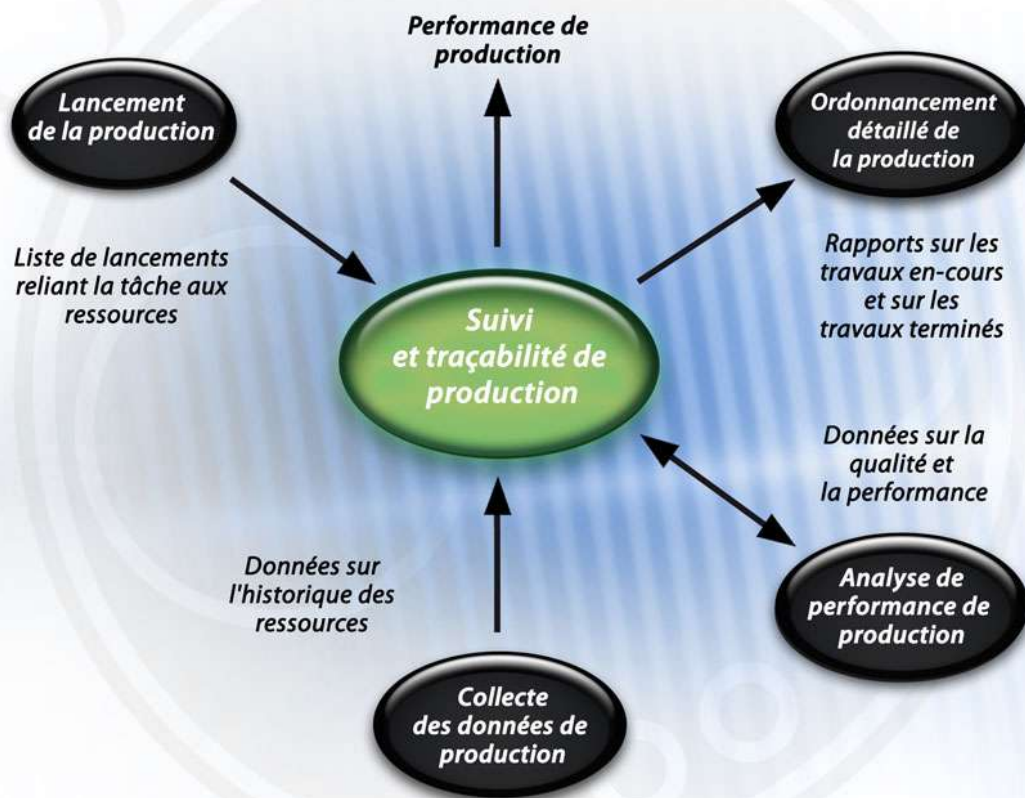 Performance de
production
Lancement
de la production
Ordonnancement
détaillé de
la production
Liste de lancements
reliant la tâche aux
ressources
Rapports sur les
travaux en-cours
et sur les
travaux terminés
Suivi
et traçabilité de
production
Données sur la
qualité et
la performance
Données sur
l'historique des
ressources
Analyse de
performance de
production
Collecte
des données de
production